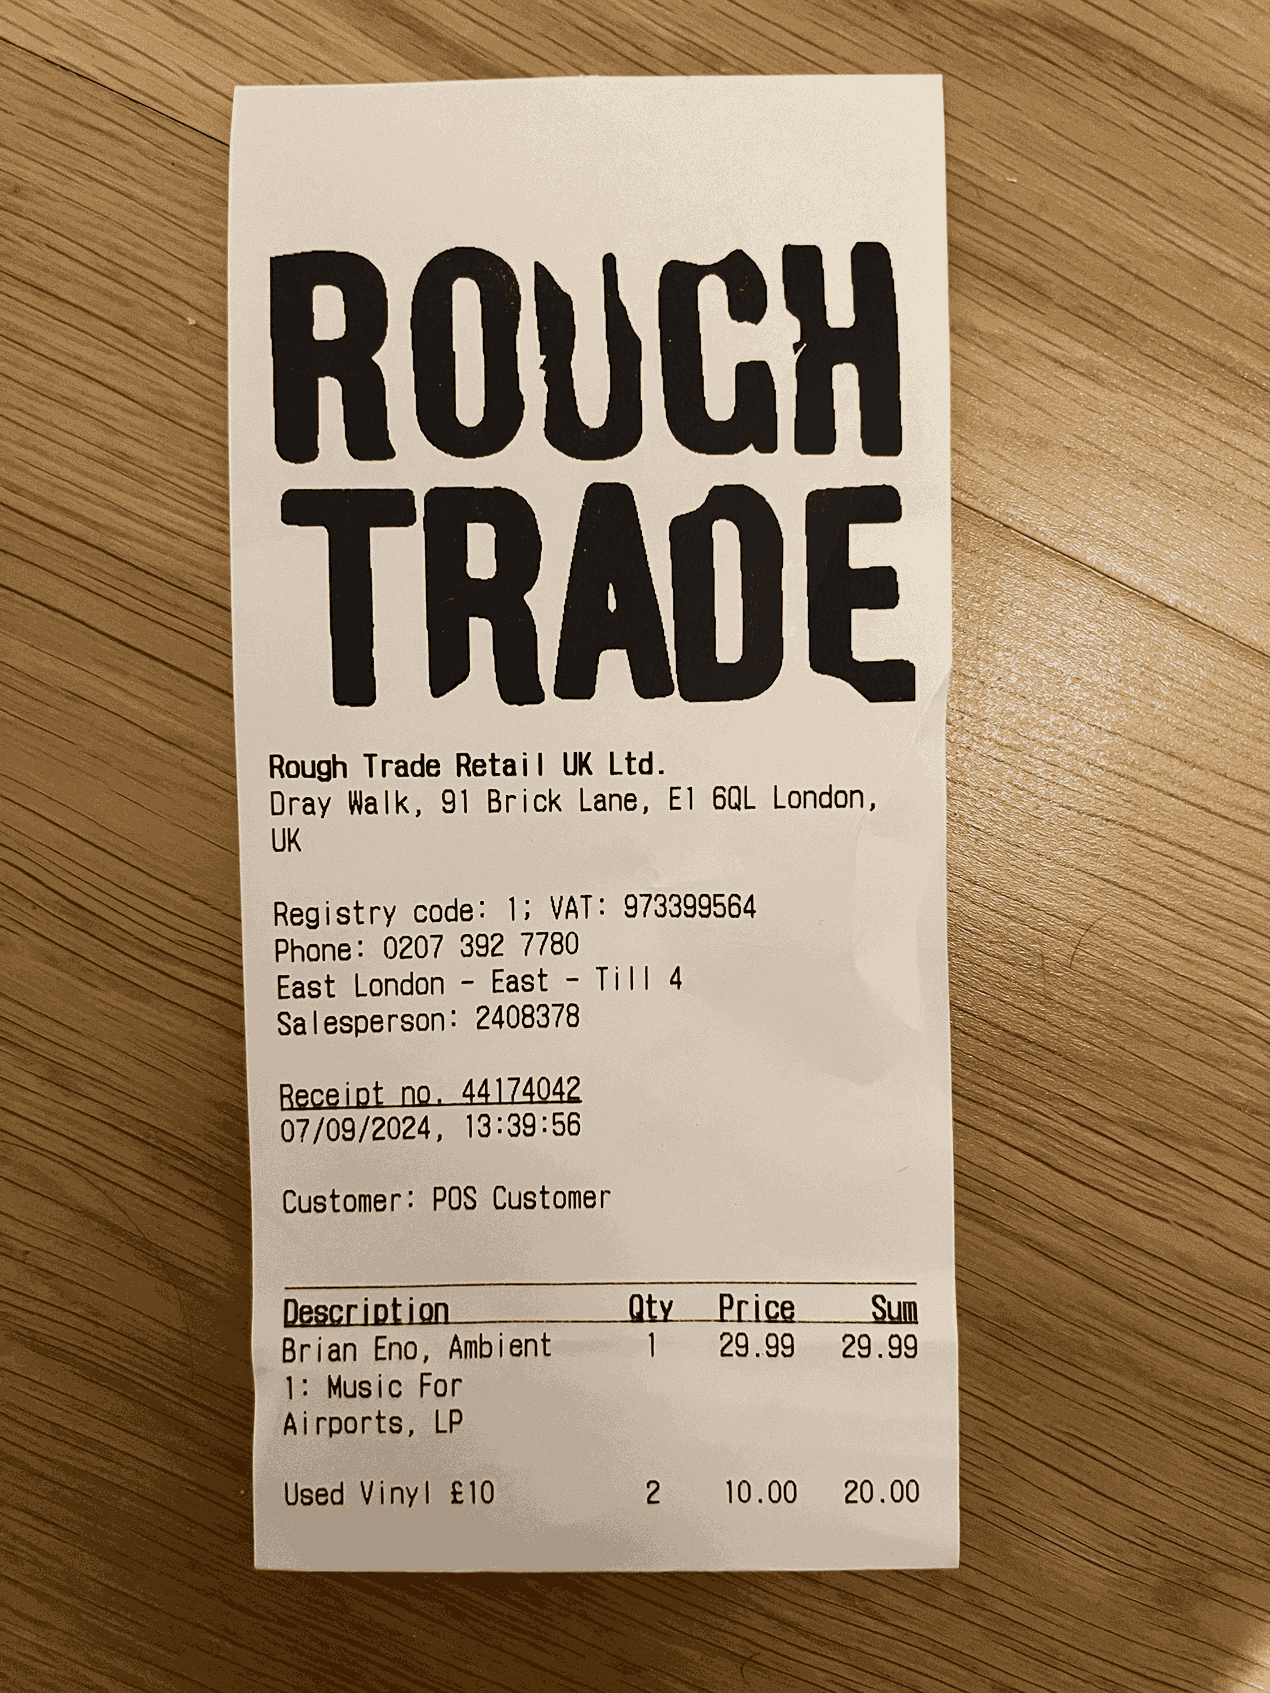 ROUGH
TRADE
Rough Trade Retail UK Ltd.
Dray Walk, 91 Brick Lane, E1 6QL London,
UK
Registry code: 1; VAT: 973399564
Phone: 0207 392 7780
East London - East - Till 4
Salesperson: 2408378
Receipt no. 44174042
07/09/2024, 13:39:56
Customer: POS Customer
Description Qty Price Sum
Brian Eno, Ambient 1 29.99 29.99
1: Music For
Airports, LP
Used Vinyl £10 2 10.00 20.00